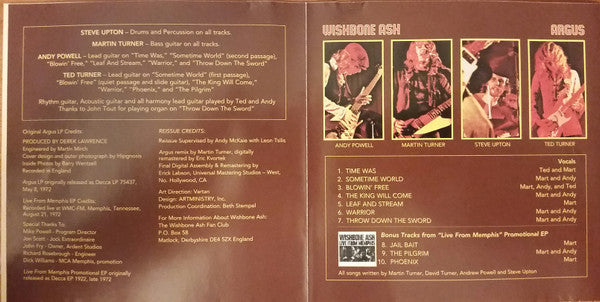 STEVE UPTON – Drums and Percussion on all tracks.
MARTIN TURNER – Bass guitar on all tracks.
ANDY POWELL – Lead guitar on "Time Was," "Sometime World" (second passage),
"Blowin' Free," "Leaf And Stream," "Warrior," and "Throw Down The Sword"
TED TURNER – Lead guitar on "Sometime World" (first passage),
"Blowin' Free" (quiet passage and slide guitar), "The King Will Come,"
"Warrior," "Phoenix," and "The Pilgrim"
Rhythm guitar, Acoustic guitar and all harmony lead guitar played by Ted and Andy
Thanks to John Tout for playing organ on "Throw Down The Sword"
Original Argus LP Credits:
PRODUCED BY DEREK LAWRENCE
Engineered by Martin Birch
Cover design and outer photograph by Hipgnosis
Inside Photos by Barry Wentzell
Recorded in England
Argus LP originally released as Decca LP 75437,
May 8, 1972
Live From Memphis EP Credits:
Recorded live at WMC-FM, Memphis, Tennessee,
August 21, 1972
Special Thanks To:
Mike Powell - Program Director
Jon Scott - Jock Extraordinaire
John Fry - Owner, Ardent Studios
Richard Rosebrough - Engineer
Dick Williams - MCA Memphis, promotion
Live From Memphis Promotional EP originally
released as Decca EP 1922, late 1972
REISSUE CREDITS:
Reissue Supervised by Andy McKaie with Leon Tsilis
Argus remix by Martin Turner, digitally
remastered by Eric Kvortek
Final Digital Assembly & Remastering by
Erick Labson, Universal Mastering Studios – West,
No. Hollywood, CA
Art Direction: Vartan
Design: ARTMINISTRY, Inc.
Production Coordination: Beth Stempel
For More Information About Wishbone Ash:
The Wishbone Ash Fan Club
P.O. Box 58
Matlock, Derbyshire DE4 5ZX England
WISHBONE ASH
ARGUS
ANDY POWELL
MARTIN TURNER
STEVE UPTON
TED TURNER
Vocals
1. TIME WAS Ted and Mart
2. SOMETIME WORLD Mart and Andy
3. BLOWIN' FREE Mart, Andy, and Ted
4. THE KING WILL COME Mart and Andy
5. LEAF AND STREAM Mart
6. WARRIOR Mart and Andy
7. THROW DOWN THE SWORD Mart and Andy
WISHBONE ASH
LIVE FROM MEMPHIS
Bonus Tracks from "Live From Memphis" Promotional EP
8. JAIL BAIT Mart
9. THE PILGRIM Mart and Andy
10. PHOENIX Mart
All songs written by Martin Turner, David Turner, Andrew Powell and Steve Upton